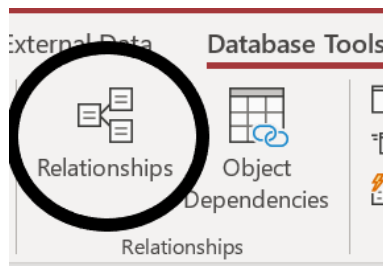 External Data Database Tools
Relationships Object
Dependencies
Relationships